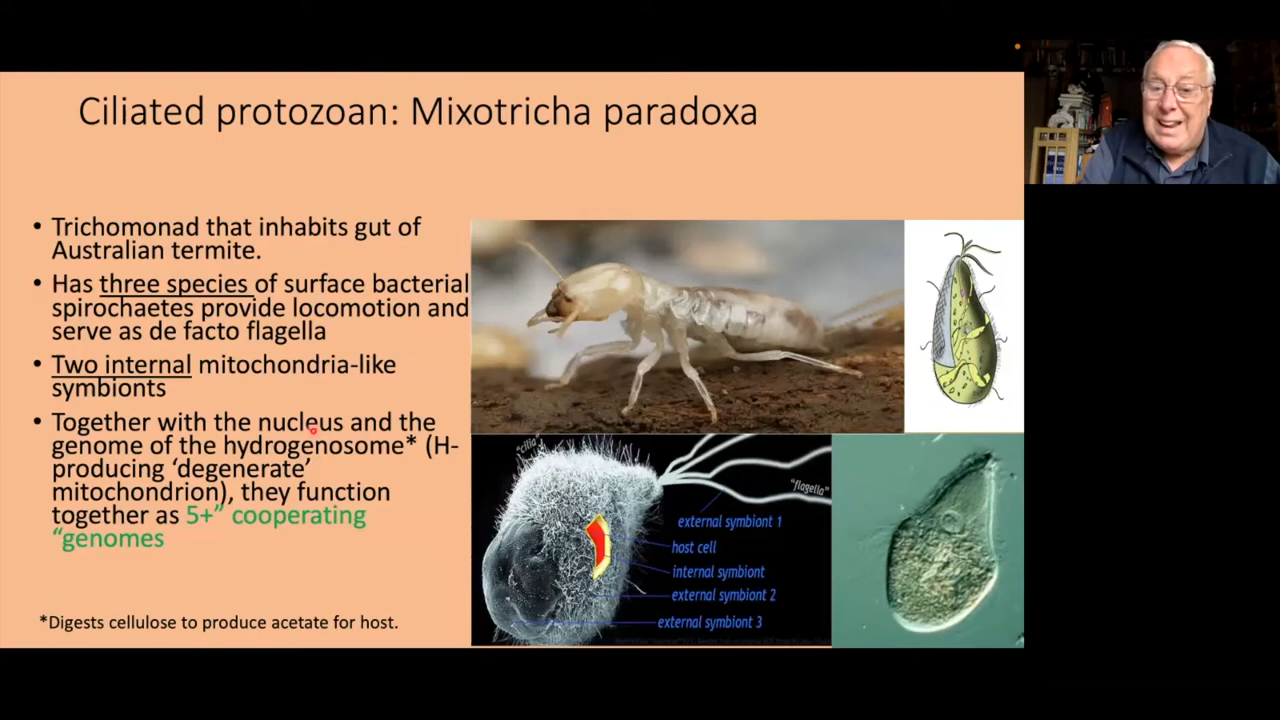 Ciliated protozoan: Mixotricha paradoxa
• Trichomonad that inhabits gut of
Australian termite.
• Has three species of surface bacterial
spirochaetes provide locomotion and
serve as de facto flagella
• Two internal mitochondria-like
symbionts
• Together with the nucleus and the
genome of the hydrogenosome* (H-
producing ‘degenerate’
mitochondrion), they function
together as 5+” cooperating
“genomes
*Digests cellulose to produce acetate for host.
"cilia"
"flagella"
external symbiont 1
host cell
internal symbiont
external symbiont 2
external symbiont 3